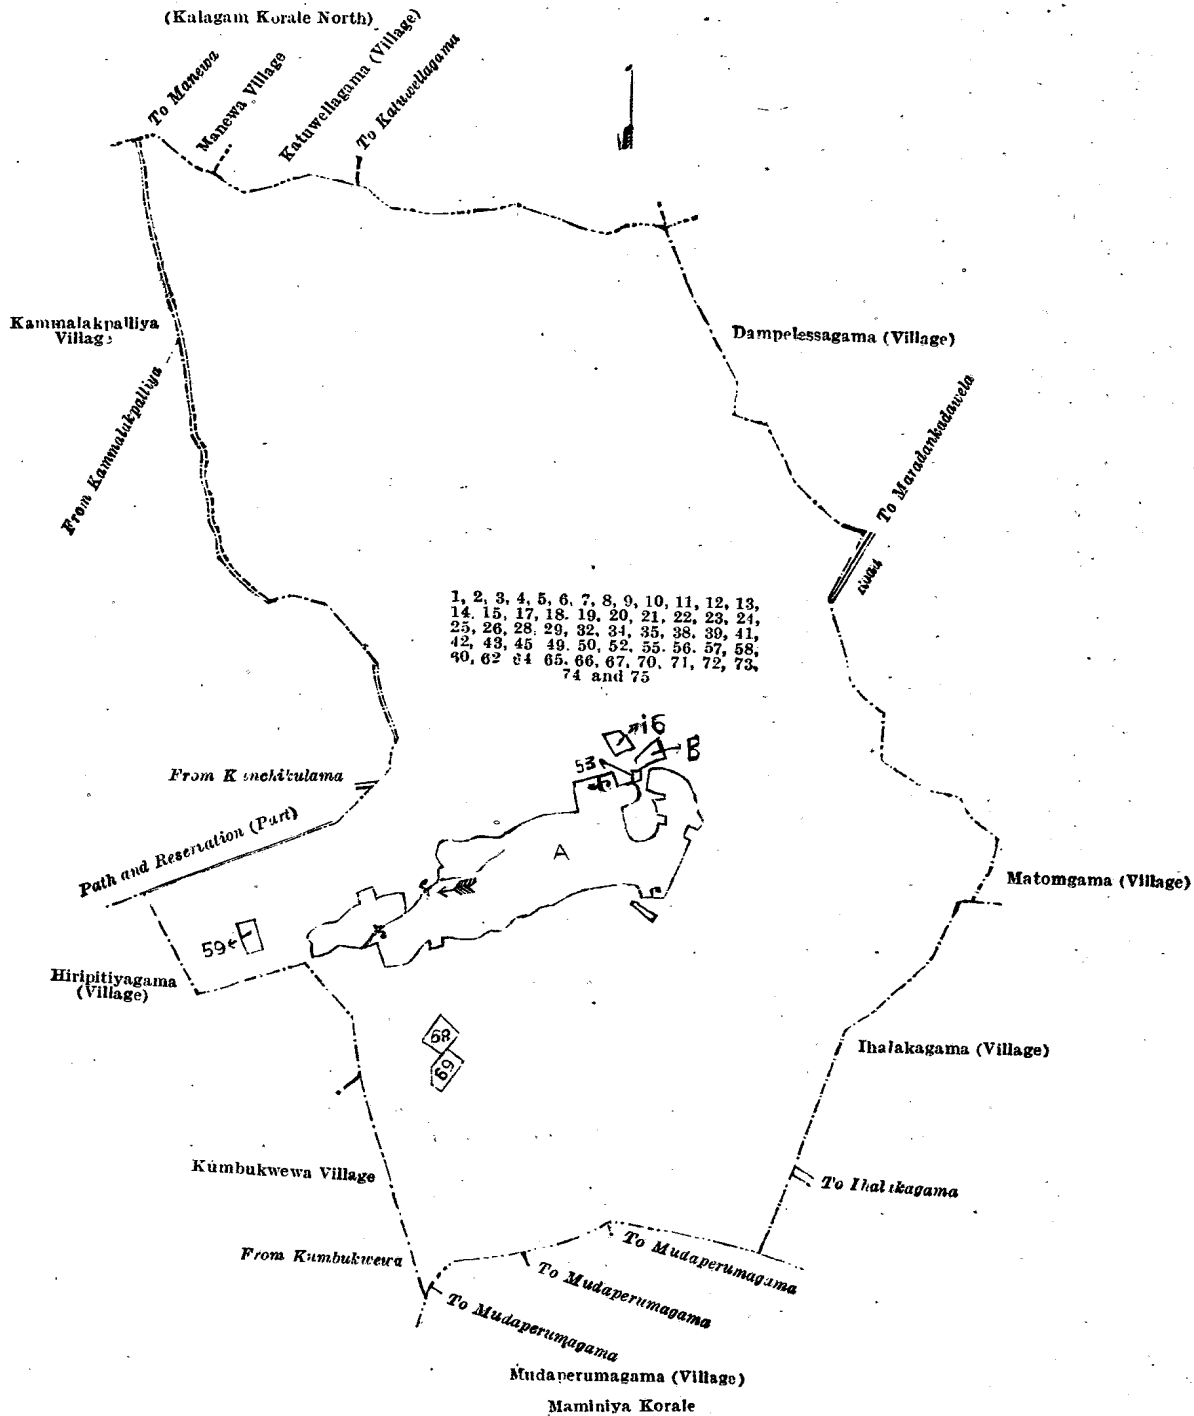 (Kalagam Korale North)
To Manewa
Manewa Village
Katuwellagama (Village)
To Katuwellagama
Kammalakpalliya
Village
From Kammalakpalliya
Dampelessagama (Village)
To Maradankadawela
Road
1, 2, 3, 4, 5, 6, 7, 8, 9, 10, 11, 12, 13,
14, 15, 17, 18, 19, 20, 21, 22, 23, 24,
25, 26, 28, 29, 32, 34, 35, 38, 39, 41,
42, 43, 45 49, 50, 52, 55, 56, 57, 58,
60, 62 64 65, 66, 67, 70, 71, 72, 73,
74 and 75
16
B
53
From K nchikulama
A
Path and Reservation (Part)
Matomgama (Village)
59
Hiripitiyagama
(Village)
68
69
Ihalakagama (Village)
Kumbukwewa Village
To Ihalakagama
From Kumbukwewa
To Mudaperumagama
To Mudaperumagama
To Mudaperumagama
Mudaperumagama (Village)
Maminiya Korale